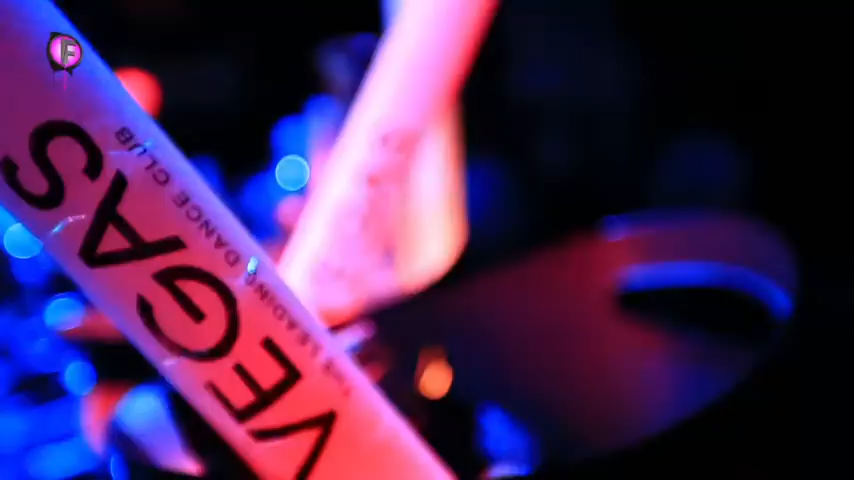 VEGAS
THE LEADING DANCE CLUB
F